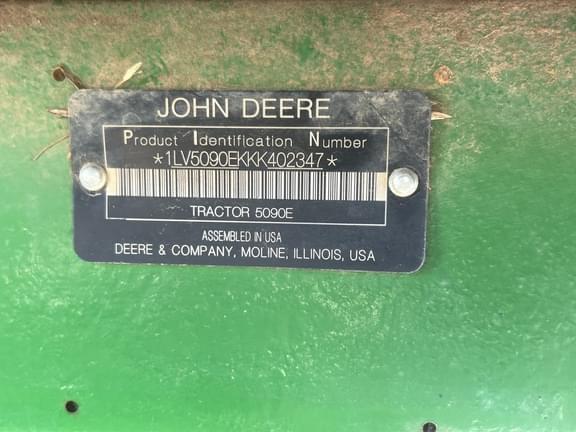 JOHN DEERE
Product Identification Number
*1LV5090EKKK402347*
TRACTOR 5090E
ASSEMBLED IN USA
DEERE & COMPANY, MOLINE, ILLINOIS, USA